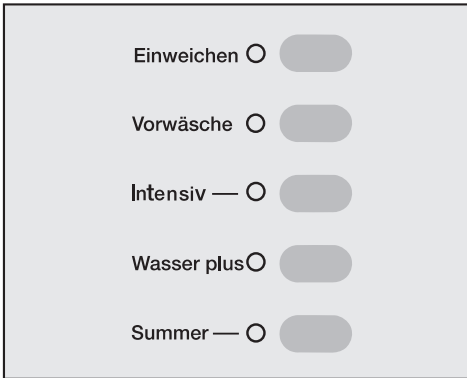 Einweichen
Vorwäsche
Intensiv
Wasser plus
Summer